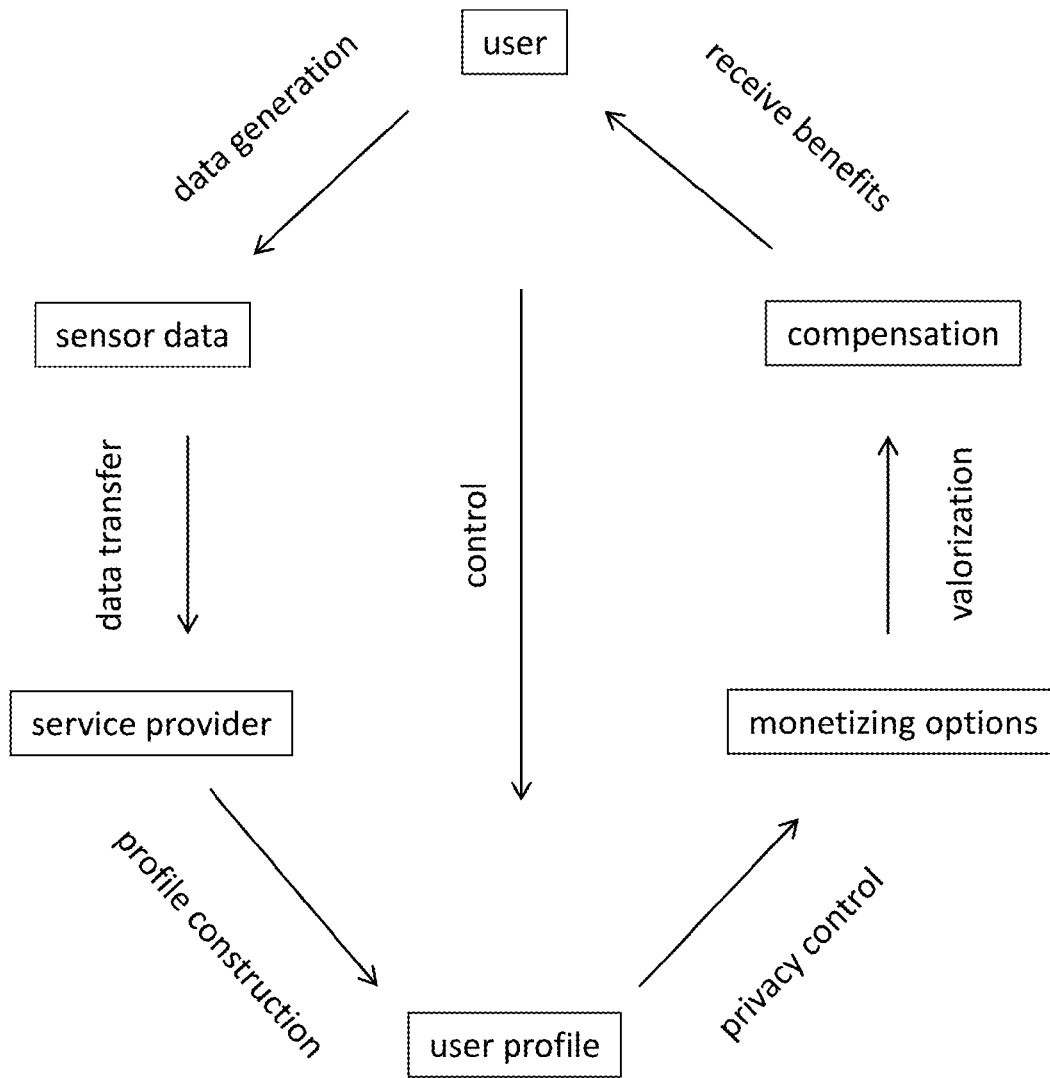 user
data generation
receive benefits
sensor data
compensation
data transfer
control
valorization
service provider
monetizing options
profile construction
privacy control
user profile